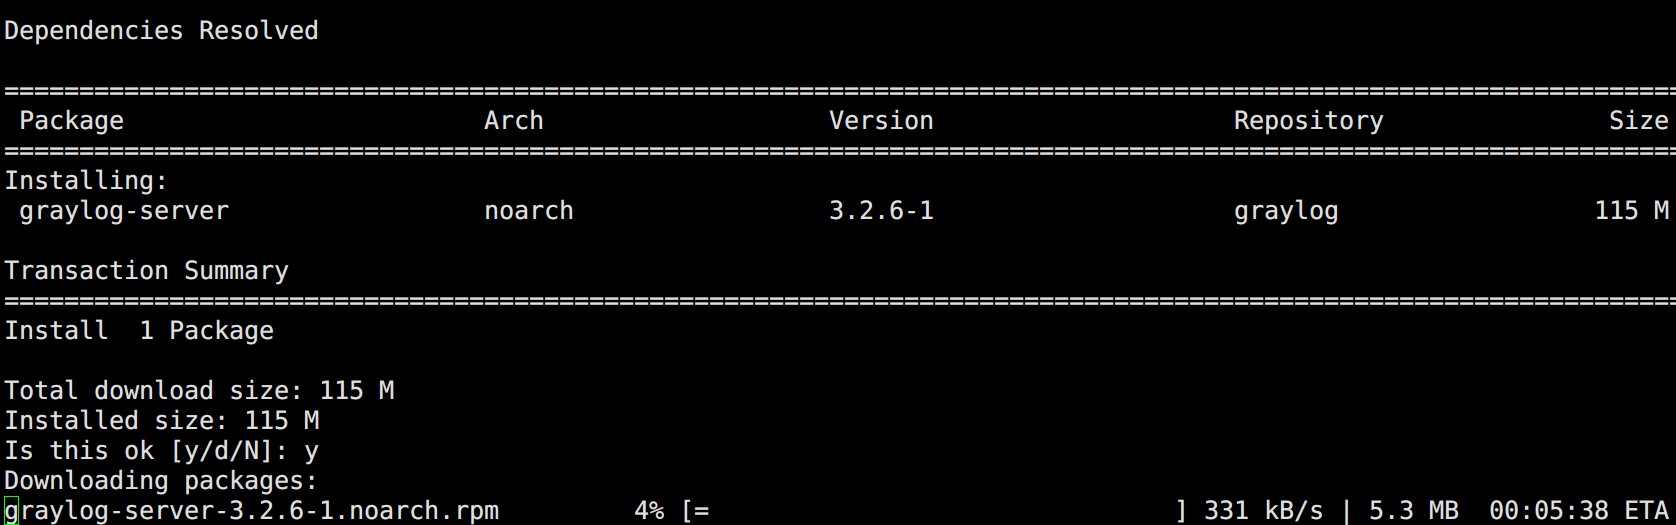 Dependencies Resolved
================================================================================================================
 Package                        Arch                   Version                    Repository               Size
================================================================================================================
Installing:
 graylog-server                 noarch                 3.2.6-1                    graylog                 115 M

Transaction Summary
================================================================================================================
Install  1 Package

Total download size: 115 M
Installed size: 115 M
Is this ok [y/d/N]: y
Downloading packages:
graylog-server-3.2.6-1.noarch.rpm         4% [=                               ] 331 kB/s | 5.3 MB  00:05:38 ETA